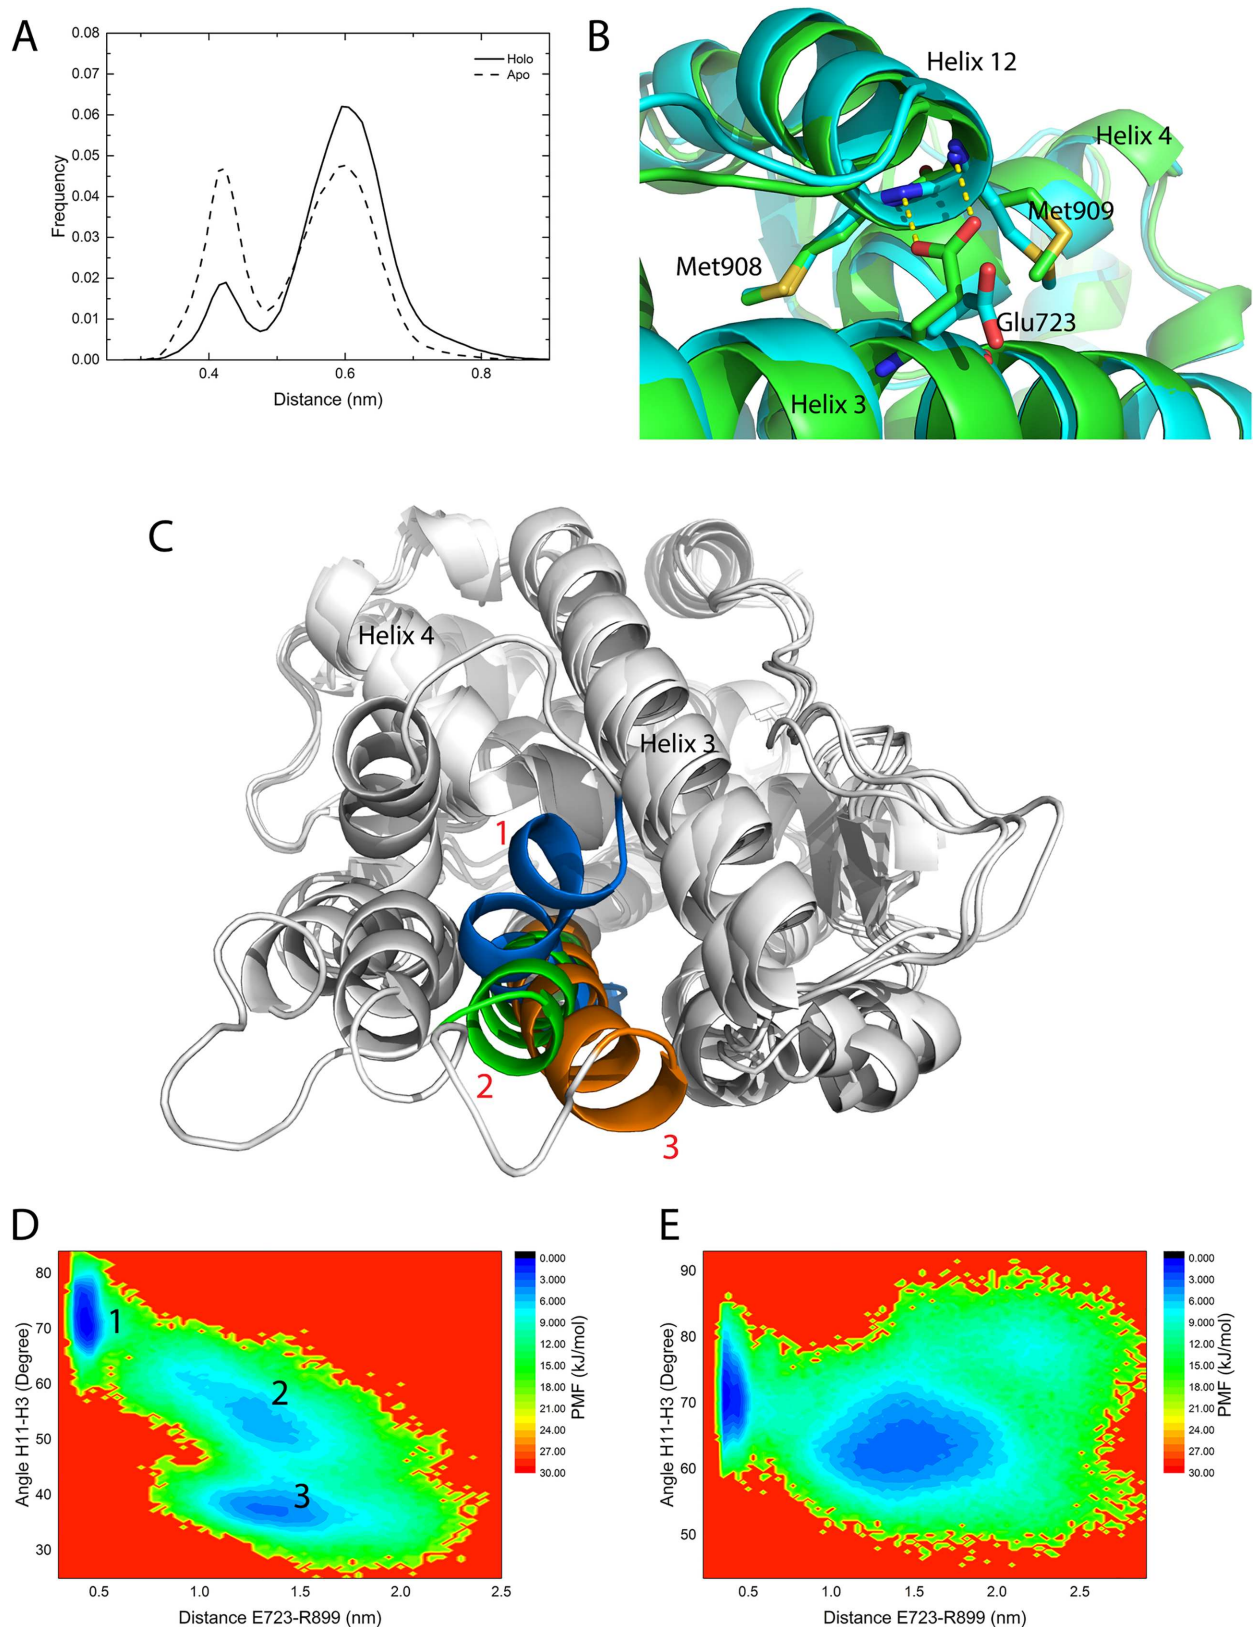 A
0.08
0.07
0.06
0.05
0.04
0.03
0.02
0.01
0.00
Frequency
Holo
Apo
0.4
0.6
0.8
Distance (nm)
B
Helix 12
Helix 4
Met909
Met908
Glu723
Helix 3
C
Helix 4
Helix 3
1
2
3
D
80
70
60
50
40
30
Angle H11-H3 (Degree)
1
2
3
0.5
1.0
1.5
2.0
2.5
Distance E723-R899 (nm)
0.000
3.000
6.000
9.000
12.00
15.00
18.00
21.00
24.00
27.00
30.00
PMF (kJ/mol)
E
90
80
70
60
50
Angle H11-H3 (Degree)
0.5
1.0
1.5
2.0
2.5
Distance E723-R899 (nm)
0.000
3.000
6.000
9.000
12.00
15.00
18.00
21.00
24.00
27.00
30.00
PMF (kJ/mol)